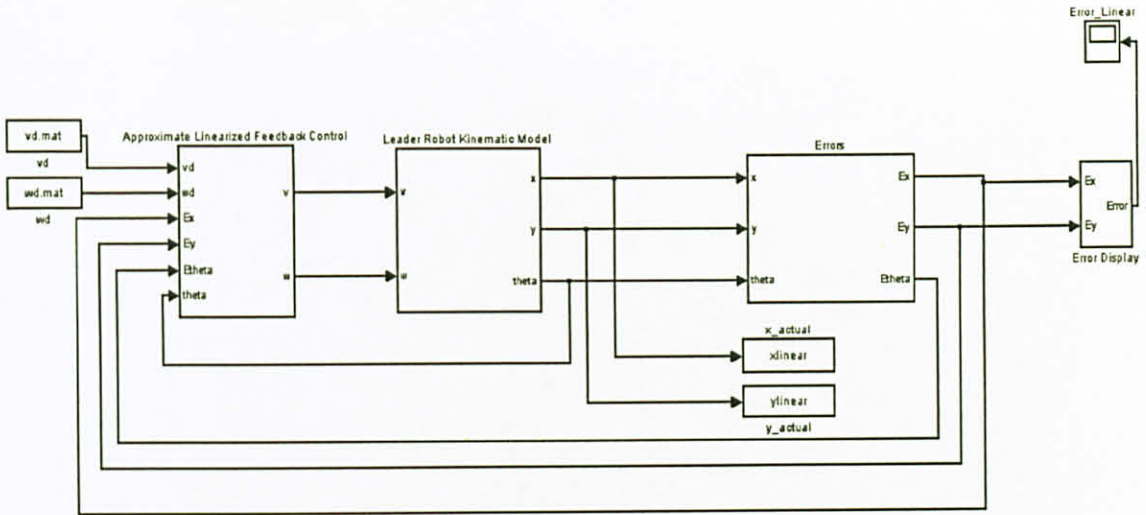 Error_Linear
vd.mat
vd
wd.mat
wd
Approximate Linearized Feedback Control
vd
wd
Ex
Ey
Etheta
theta
v
w
Leader Robot Kinematic Model
v
w
x
y
theta
Errors
x
y
theta
Ex
Ey
Etheta
Ex
Ey
Error
Error Display
x_actual
xlinear
ylinear
y_actual